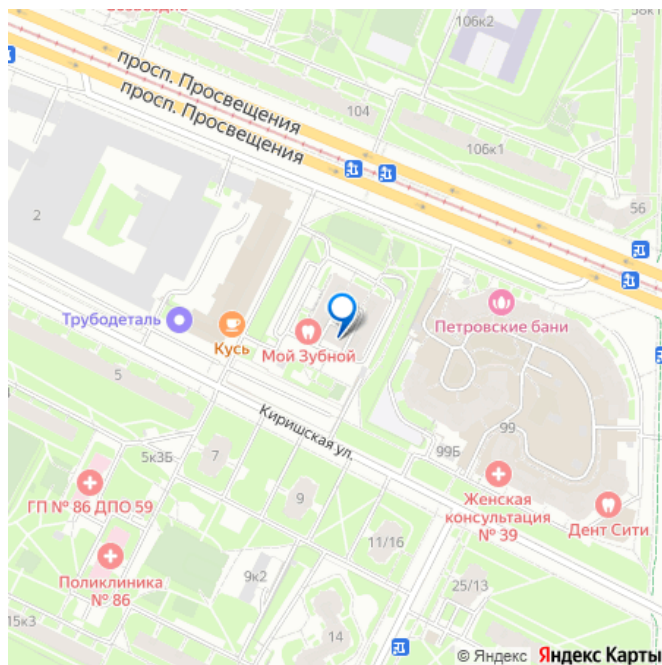 106к2
просп. Просвещения
просп. Просвещения
104
106к1
56
2
Трубодеталь
Кусь
Мой Зубной
Петровские бани
5
Киришская ул.
99Б
99
5к3Б
7
ГП № 86 ДПО 59
9
Женская
консультация
№ 39
Дент Сити
11/16
Поликлиника
№ 86
9к2
25/13
15к3
14
© Яндекс Яндекс Карты